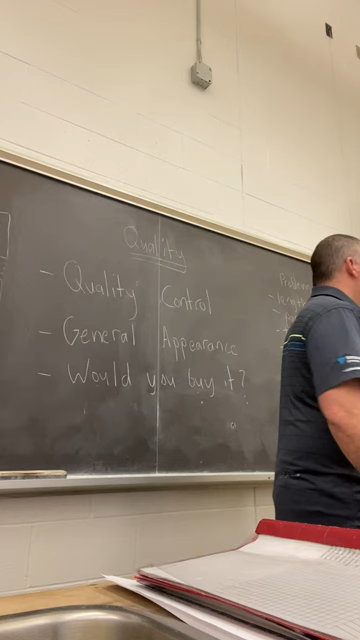 Quality
- Quality Control
- General Appearance
- Would you buy it?